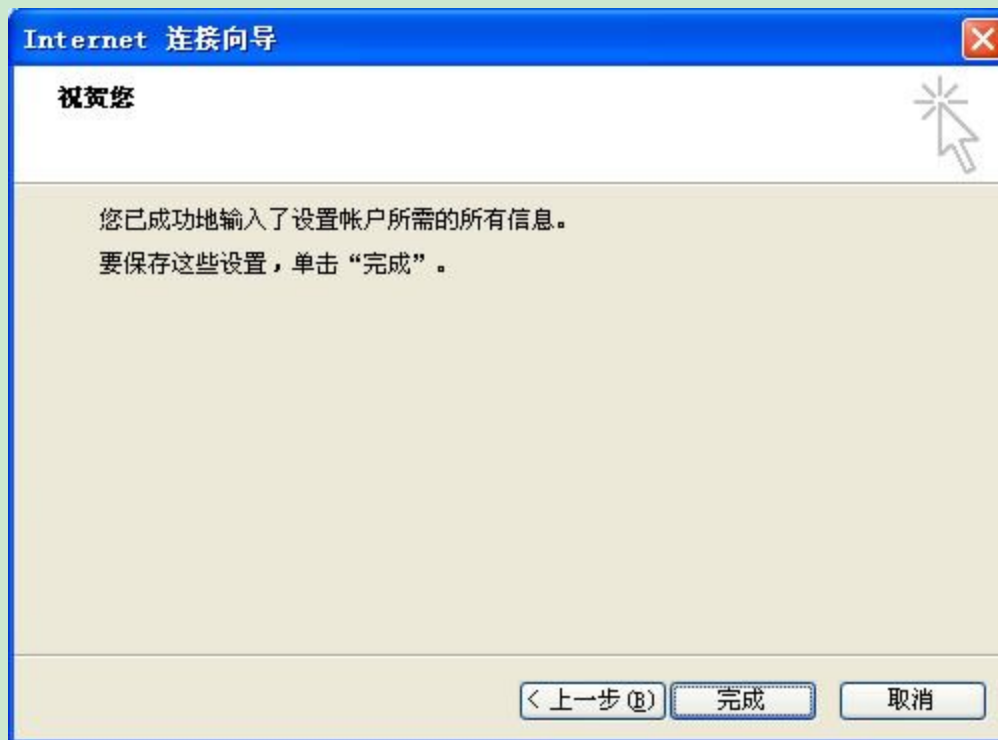 Internet 连接向导
祝贺您
您已成功地输入了设置帐户所需的所有信息。
要保存这些设置，单击“完成”。
< 上一步(B) 完成 取消